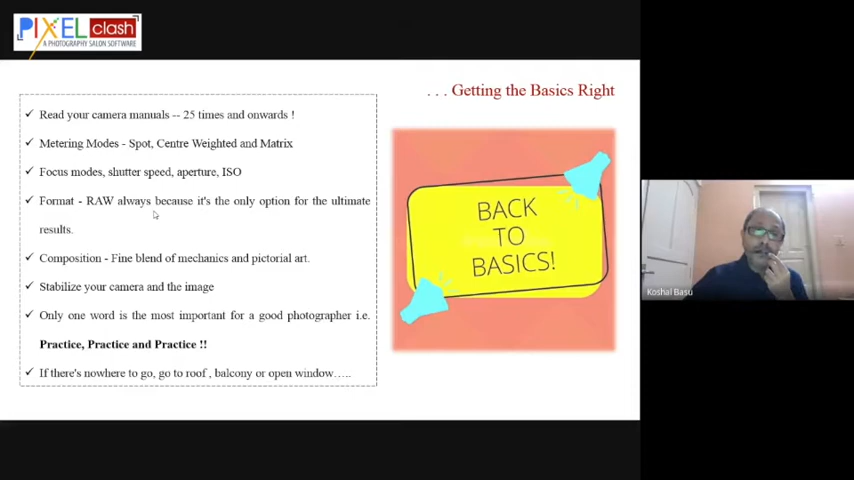 PIXEL clash
A PHOTOGRAPHY SALON SOFTWARE
. . . Getting the Basics Right
✓ Read your camera manuals -- 25 times and onwards !
✓ Metering Modes - Spot, Centre Weighted and Matrix
✓ Focus modes, shutter speed, aperture, ISO
✓ Format - RAW always because it's the only option for the ultimate
results.
✓ Composition - Fine blend of mechanics and pictorial art.
✓ Stabilize your camera and the image
✓ Only one word is the most important for a good photographer i.e.
Practice, Practice and Practice !!
✓ If there's nowhere to go, go to roof , balcony or open window…..
BACK
TO
BASICS!
Koshal Basu